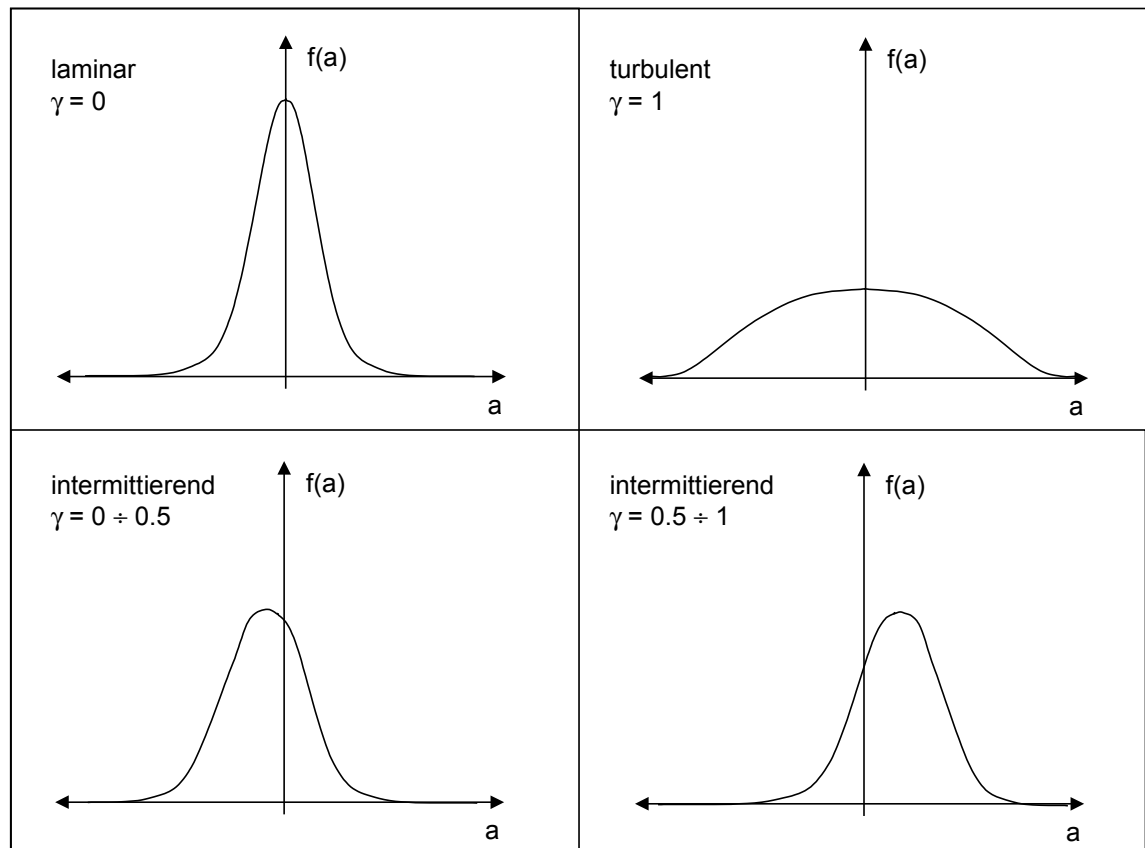 laminar
γ = 0
f(a)
a
turbulent
γ = 1
f(a)
a
intermittierend
γ = 0 ÷ 0.5
f(a)
a
intermittierend
γ = 0.5 ÷ 1
f(a)
a